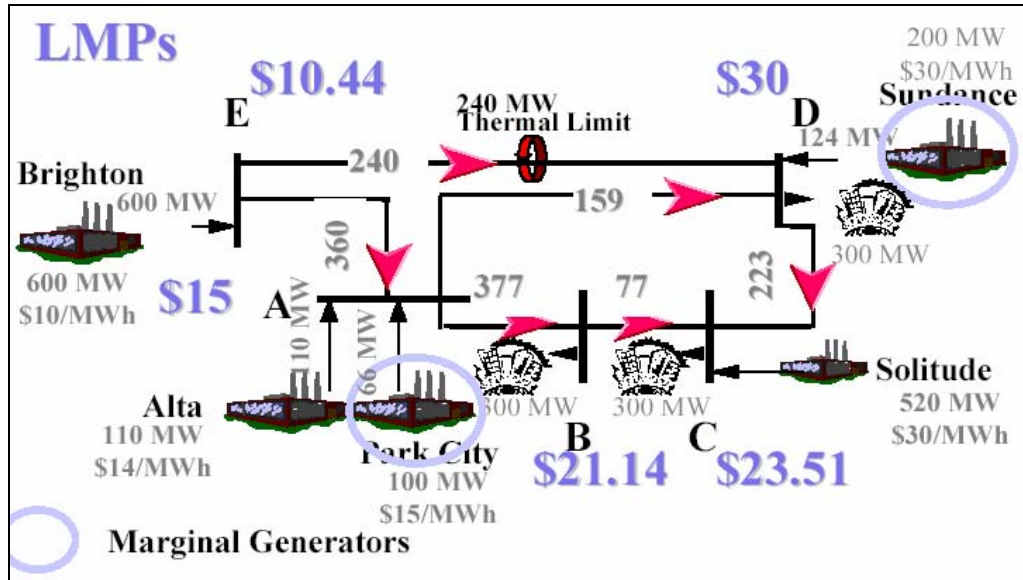 LMPs
$10.44
$30
200 MW
$30/MWh
Sundance
E
240 MW
Thermal Limit
D
124 MW
Brighton
600 MW
240
159
300 MW
600 MW
$10/MWh
$15
360
A
377
77
223
110 MW
66 MW
Alta
110 MW
$14/MWh
Park City
100 MW
$15/MWh
300 MW
B
300 MW
C
Solitude
520 MW
$30/MWh
$21.14
$23.51
Marginal Generators